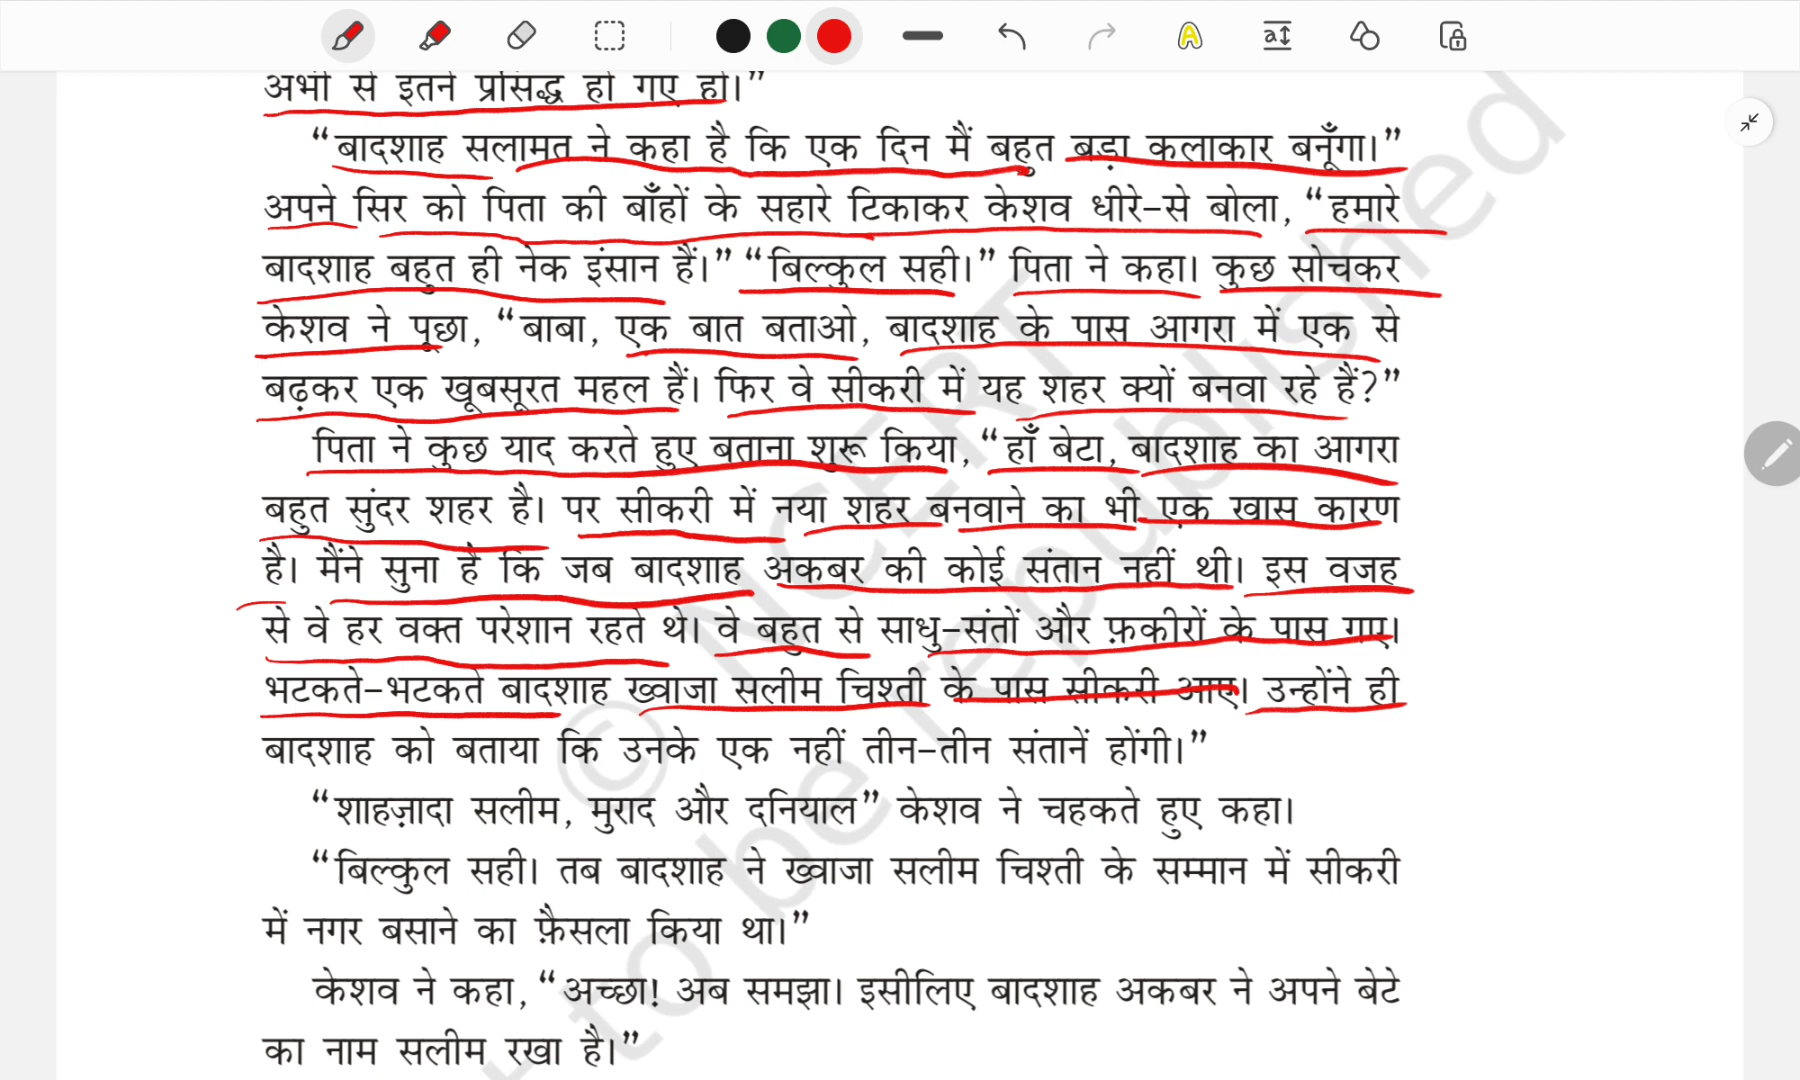 अभी से इतने प्रसिद्ध हो गए हो।”
“बादशाह सलामत ने कहा है कि एक दिन मैं बहुत बड़ा कलाकार बनूँगा।”
अपने सिर को पिता की बाँहों के सहारे टिकाकर केशव धीरे-से बोला, “हमारे
बादशाह बहुत ही नेक इंसान हैं।” “बिल्कुल सही।” पिता ने कहा। कुछ सोचकर
केशव ने पूछा, “बाबा, एक बात बताओ, बादशाह के पास आगरा में एक से
बढ़कर एक खूबसूरत महल हैं। फिर वे सीकरी में यह शहर क्यों बनवा रहे हैं?”
पिता ने कुछ याद करते हुए बताना शुरू किया, “हाँ बेटा, बादशाह का आगरा
बहुत सुंदर शहर है। पर सीकरी में नया शहर बनवाने का भी एक खास कारण
है। मैंने सुना है कि जब बादशाह अकबर की कोई संतान नहीं थी। इस वजह
से वे हर वक्त परेशान रहते थे। वे बहुत से साधु-संतों और फ़कीरों के पास गाए।
भटकते-भटकते बादशाह ख्वाजा सलीम चिश्ती के पास सीकरी आए। उन्होंने ही
बादशाह को बताया कि उनके एक नहीं तीन-तीन संतानें होंगी।”
“शाहज़ादा सलीम, मुराद और दनियाल” केशव ने चहकते हुए कहा।
“बिल्कुल सही। तब बादशाह ने ख्वाजा सलीम चिश्ती के सम्मान में सीकरी
में नगर बसाने का फ़ैसला किया था।”
केशव ने कहा, “अच्छा! अब समझा। इसीलिए बादशाह अकबर ने अपने बेटे
का नाम सलीम रखा है।”
© NCERT
to be republished